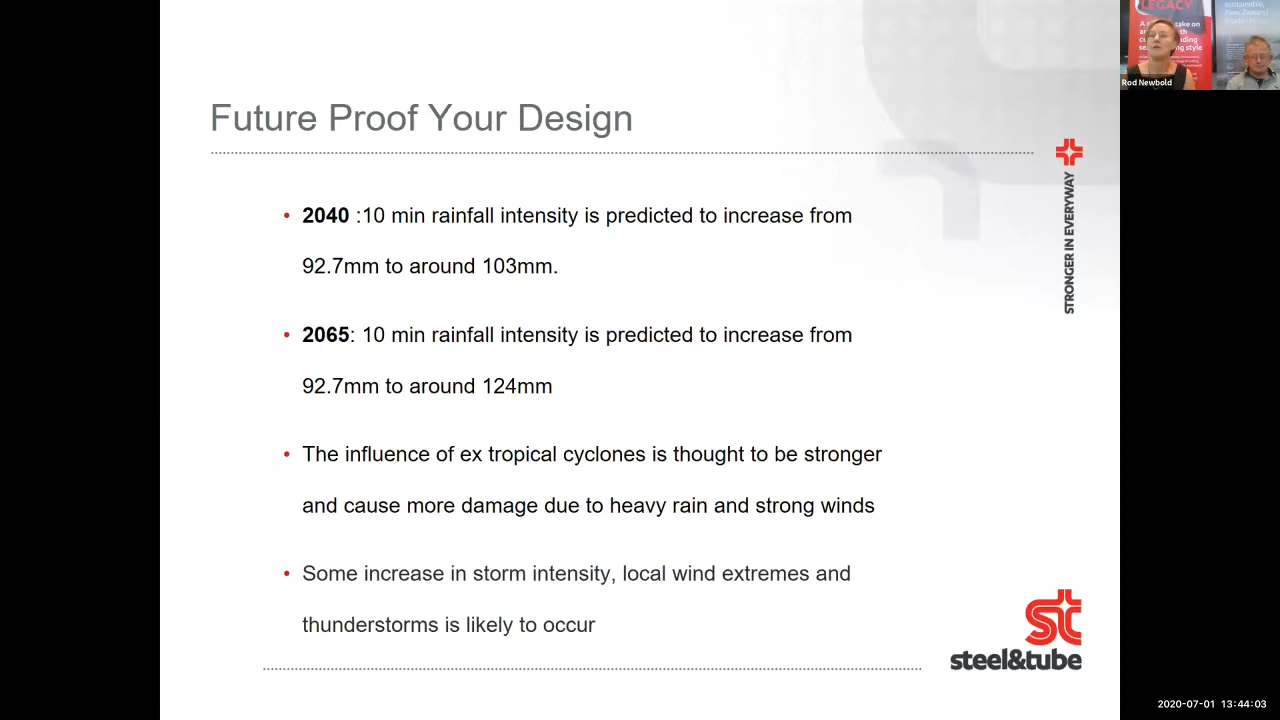 LEGACY
sustainable,
New Zealand
Rod Newbold
Future Proof Your Design
STRONGER IN EVERYWAY
• 2040 :10 min rainfall intensity is predicted to increase from
92.7mm to around 103mm.
• 2065: 10 min rainfall intensity is predicted to increase from
92.7mm to around 124mm
• The influence of ex tropical cyclones is thought to be stronger
and cause more damage due to heavy rain and strong winds
• Some increase in storm intensity, local wind extremes and
thunderstorms is likely to occur
st
steel&tube
2020-07-01 13:44:03